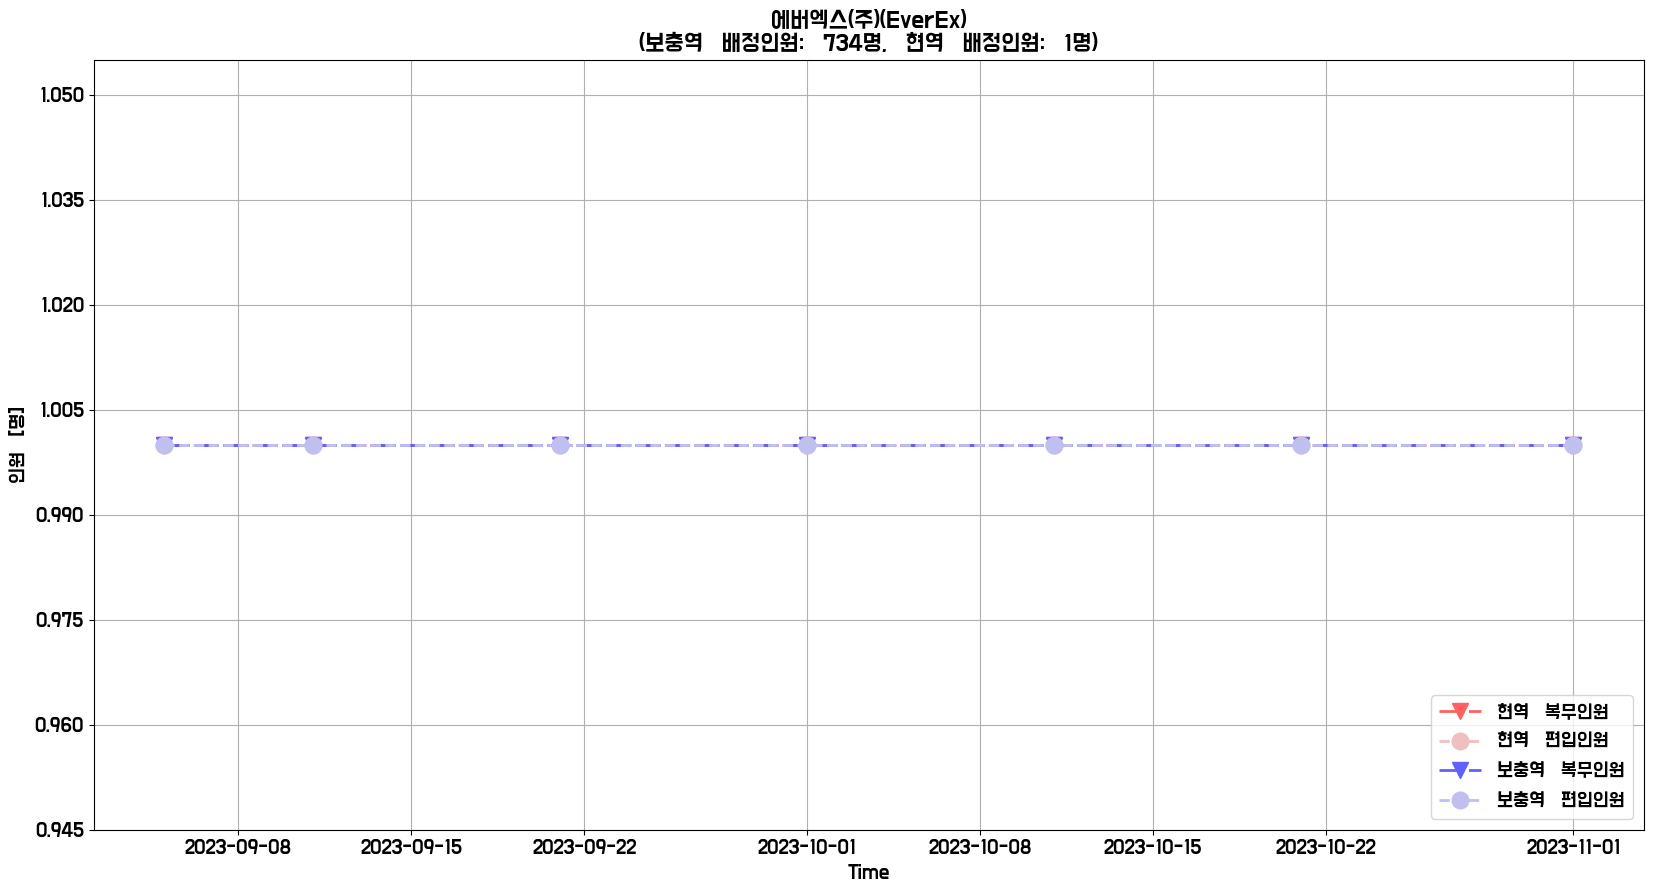 에버엑스(주)(EverEx)
(보충역 배정인원: 734명, 현역 배정인원: 1명)
1.050
1.035
1.020
1.005
0.990
0.975
0.960
0.945
인원 [명]
현역 복무인원
현역 편입인원
보충역 복무인원
보충역 편입인원
2023-09-08 2023-09-15 2023-09-22 2023-10-01 2023-10-08 2023-10-15 2023-10-22 2023-11-01
Time